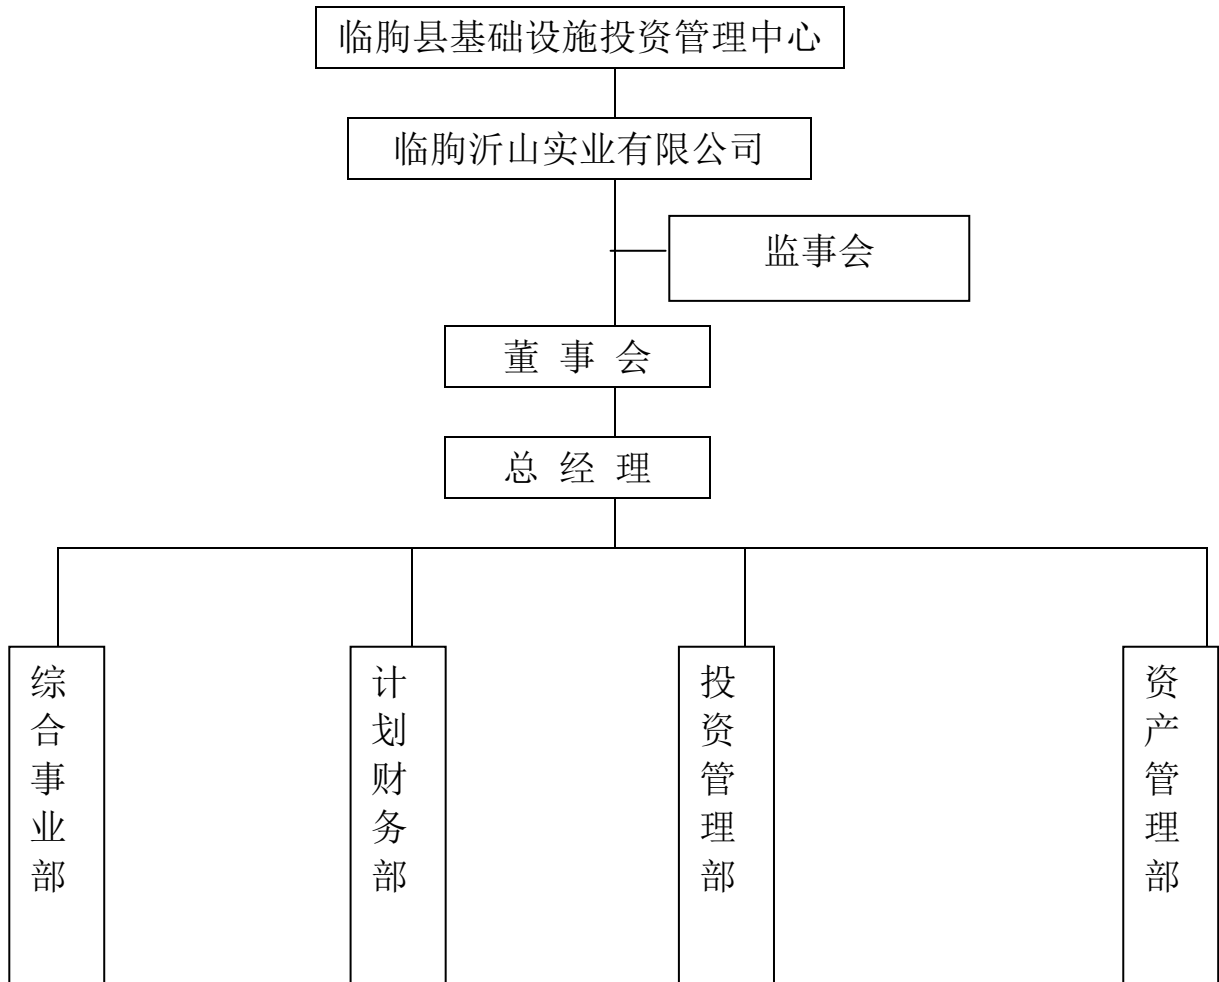 临朐县基础设施投资管理中心
临朐沂山实业有限公司
监事会
董 事 会
总 经 理
综合事业部
计划财务部
投资管理部
资产管理部